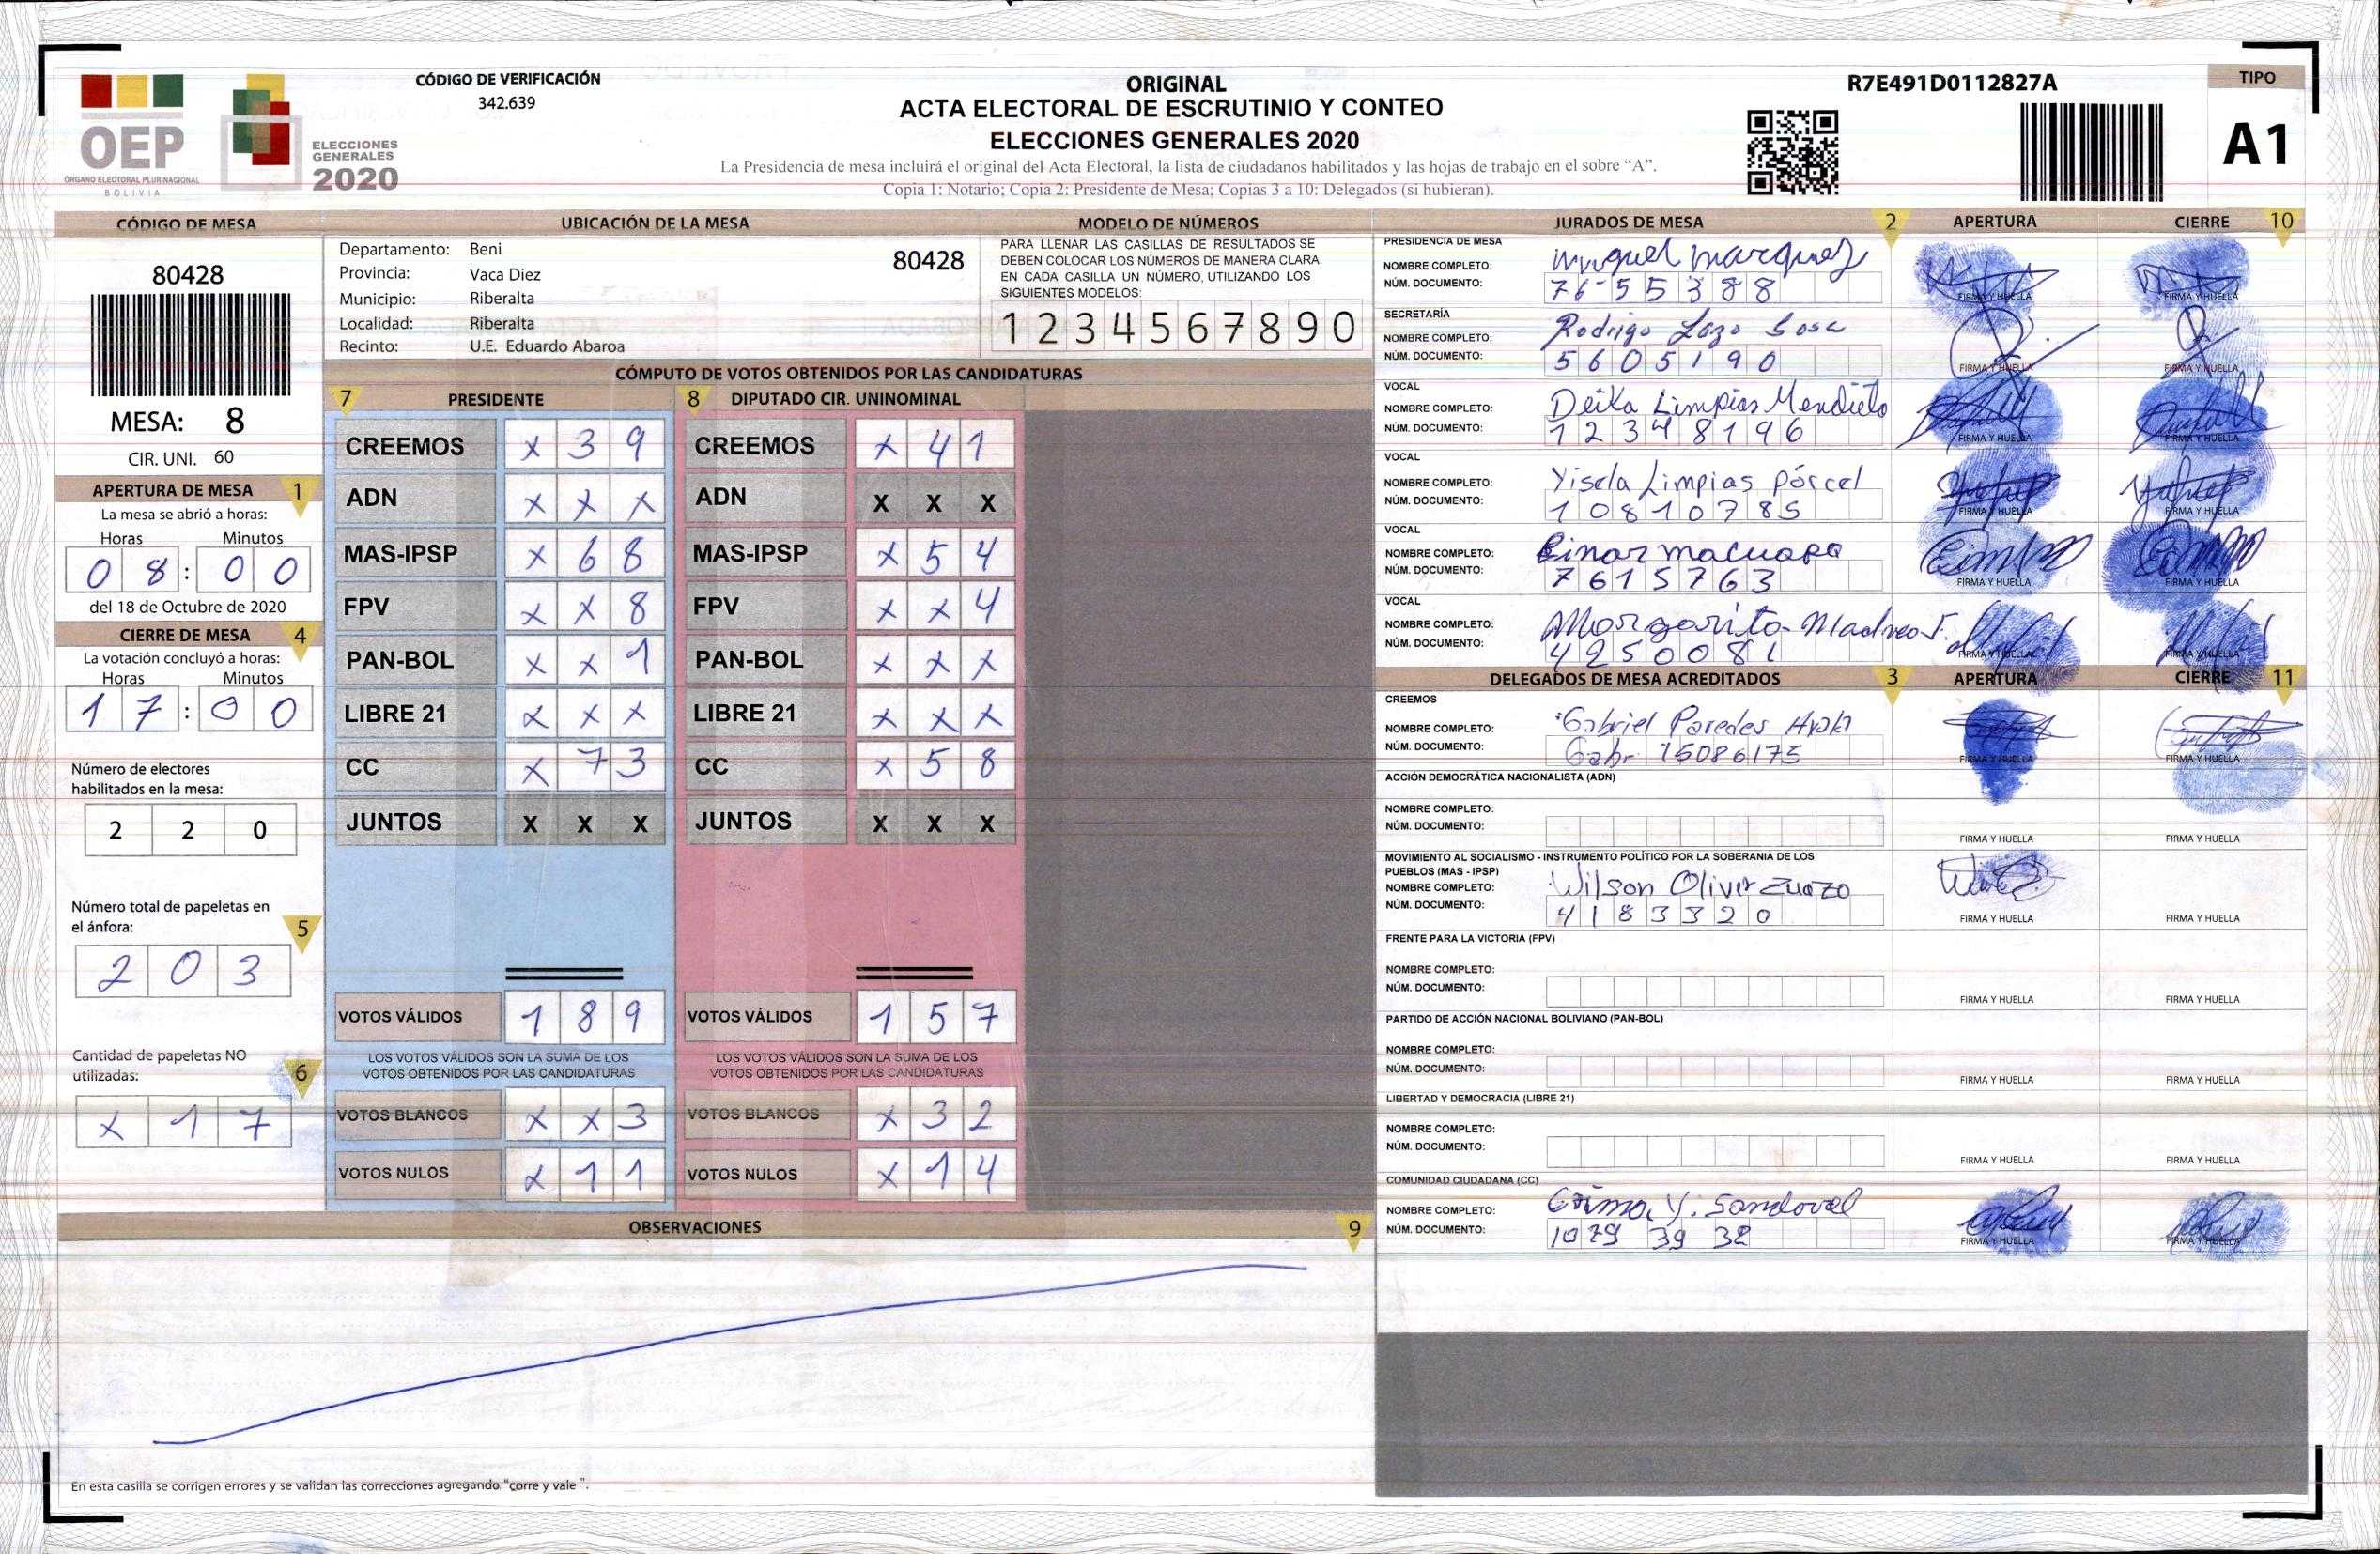 CÓDIGO DE VERIFICACIÓN
342.639
ORIGINAL
ACTA ELECTORAL DE ESCRUTINIO Y CONTEO
ELECCIONES GENERALES 2020
La Presidencia de mesa incluirá el original del Acta Electoral, la lista de ciudadanos habilitados y las hojas de trabajo en el sobre “A”.
Copia 1: Notario; Copia 2: Presidente de Mesa; Copias 3 a 10: Delegados (si hubieran).
R7E491D0112827A
TIPO
A1
OEP
ÓRGANO ELECTORAL PLURINACIONAL
BOLIVIA
ELECCIONES
GENERALES
2020
CÓDIGO DE MESA
80428
MESA: 8
CIR. UNI. 60
APERTURA DE MESA 1
La mesa se abrió a horas:
Horas Minutos
0 8 : 0 0
del 18 de Octubre de 2020
CIERRE DE MESA 4
La votación concluyó a horas:
Horas Minutos
1 7 : 0 0
Número de electores
habilitados en la mesa:
2 2 0
Número total de papeletas en
el ánfora: 5
2 0 3
Cantidad de papeletas NO
utilizadas: 6
X 1 7
UBICACIÓN DE LA MESA
Departamento: Beni
80428
Provincia: Vaca Diez
Municipio: Riberalta
Localidad: Riberalta
Recinto: U.E. Eduardo Abaroa
MODELO DE NÚMEROS
PARA LLENAR LAS CASILLAS DE RESULTADOS SE
DEBEN COLOCAR LOS NÚMEROS DE MANERA CLARA.
EN CADA CASILLA UN NÚMERO, UTILIZANDO LOS
SIGUIENTES MODELOS:
1 2 3 4 5 6 7 8 9 0
CÓMPUTO DE VOTOS OBTENIDOS POR LAS CANDIDATURAS
7 PRESIDENTE
CREEMOS X 3 9
ADN X X X
MAS-IPSP X 6 8
FPV X X 8
PAN-BOL X X 1
LIBRE 21 X X X
CC X 7 3
JUNTOS X X X
VOTOS VÁLIDOS 1 8 9
LOS VOTOS VÁLIDOS SON LA SUMA DE LOS
VOTOS OBTENIDOS POR LAS CANDIDATURAS
VOTOS BLANCOS X X 3
VOTOS NULOS X 1 1
8 DIPUTADO CIR. UNINOMINAL
CREEMOS X 4 1
ADN X X X
MAS-IPSP X 5 4
FPV X X 4
PAN-BOL X X X
LIBRE 21 X X X
CC X 5 8
JUNTOS X X X
VOTOS VÁLIDOS 1 5 7
LOS VOTOS VÁLIDOS SON LA SUMA DE LOS
VOTOS OBTENIDOS POR LAS CANDIDATURAS
VOTOS BLANCOS X 3 2
VOTOS NULOS X 1 4
OBSERVACIONES 9
En esta casilla se corrigen errores y se validan las correcciones agregando “corre y vale”.
JURADOS DE MESA 2 APERTURA CIERRE 10
PRESIDENCIA DE MESA
NOMBRE COMPLETO: miguel marquez
NÚM. DOCUMENTO: 7655388
FIRMA Y HUELLA FIRMA Y HUELLA
SECRETARÍA
NOMBRE COMPLETO: Rodrigo Lazo Sosa
NÚM. DOCUMENTO: 5605190
FIRMA Y HUELLA FIRMA Y HUELLA
VOCAL
NOMBRE COMPLETO: Deika Limpias Mendieto
NÚM. DOCUMENTO: 12348196
FIRMA Y HUELLA FIRMA Y HUELLA
VOCAL
NOMBRE COMPLETO: Yisela Limpias Pórcel
NÚM. DOCUMENTO: 10810785
FIRMA Y HUELLA FIRMA Y HUELLA
VOCAL
NOMBRE COMPLETO: Einar macuapa
NÚM. DOCUMENTO: 7615763
FIRMA Y HUELLA FIRMA Y HUELLA
VOCAL
NOMBRE COMPLETO: Margarita
NÚM. DOCUMENTO: 4250081
FIRMA Y HUELLA FIRMA Y HUELLA
DELEGADOS DE MESA ACREDITADOS 3 APERTURA CIERRE 11
CREEMOS
NOMBRE COMPLETO: Gabriel Paredes
NÚM. DOCUMENTO: Gabr 15086175
FIRMA Y HUELLA
ACCIÓN DEMOCRÁTICA NACIONALISTA (ADN)
NOMBRE COMPLETO:
NÚM. DOCUMENTO:
FIRMA Y HUELLA FIRMA Y HUELLA
MOVIMIENTO AL SOCIALISMO - INSTRUMENTO POLÍTICO POR LA SOBERANIA DE LOS
PUEBLOS (MAS - IPSP)
NOMBRE COMPLETO: Wilson Oliver Zuazo
NÚM. DOCUMENTO: 4183320
FIRMA Y HUELLA FIRMA Y HUELLA
FRENTE PARA LA VICTORIA (FPV)
NOMBRE COMPLETO:
NÚM. DOCUMENTO:
FIRMA Y HUELLA FIRMA Y HUELLA
PARTIDO DE ACCIÓN NACIONAL BOLIVIANO (PAN-BOL)
NOMBRE COMPLETO:
NÚM. DOCUMENTO:
FIRMA Y HUELLA FIRMA Y HUELLA
LIBERTAD Y DEMOCRACIA (LIBRE 21)
NOMBRE COMPLETO:
NÚM. DOCUMENTO:
FIRMA Y HUELLA FIRMA Y HUELLA
COMUNIDAD CIUDADANA (CC)
NOMBRE COMPLETO: Y. Sandoval
NÚM. DOCUMENTO: 10793938
FIRMA Y HUELLA FIRMA Y HUELLA